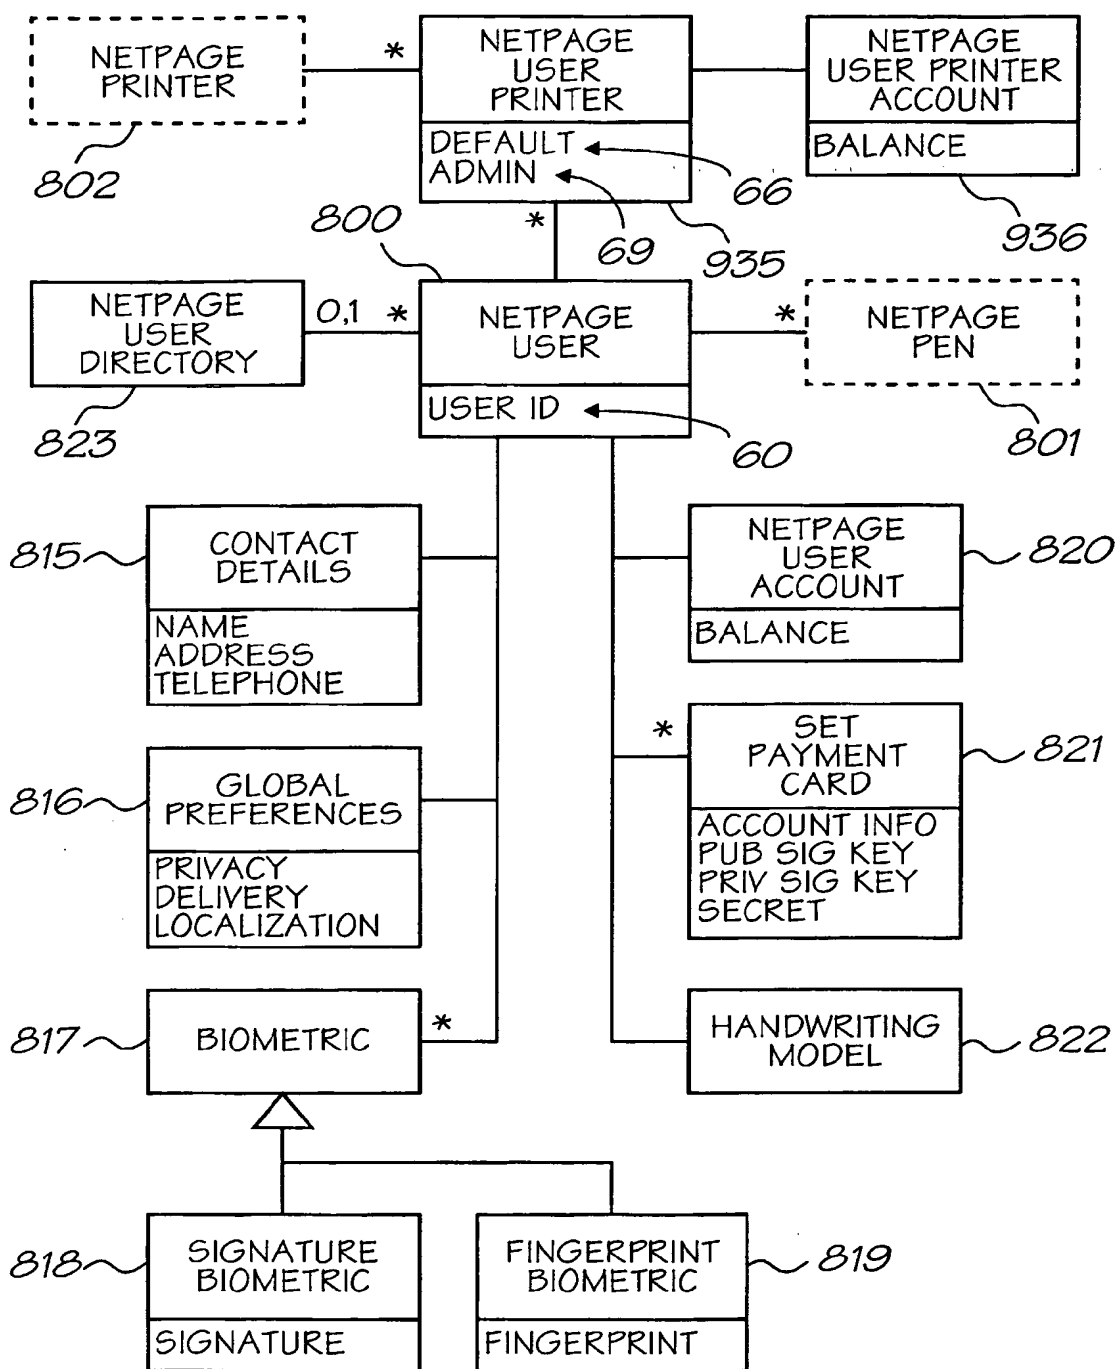 NETPAGE
PRINTER
802
*
NETPAGE
USER
PRINTER
DEFAULT
ADMIN
66
69
935
NETPAGE
USER PRINTER
ACCOUNT
BALANCE
936
*
800
NETPAGE
USER
DIRECTORY
823
0,1
*
NETPAGE
USER
USER ID
60
*
NETPAGE
PEN
801
815
CONTACT
DETAILS
NAME
ADDRESS
TELEPHONE
NETPAGE
USER
ACCOUNT
BALANCE
820
816
GLOBAL
PREFERENCES
PRIVACY
DELIVERY
LOCALIZATION
*
SET
PAYMENT
CARD
ACCOUNT INFO
PUB SIG KEY
PRIV SIG KEY
SECRET
821
817
BIOMETRIC
*
HANDWRITING
MODEL
822
818
SIGNATURE
BIOMETRIC
SIGNATURE
FINGERPRINT
BIOMETRIC
FINGERPRINT
819